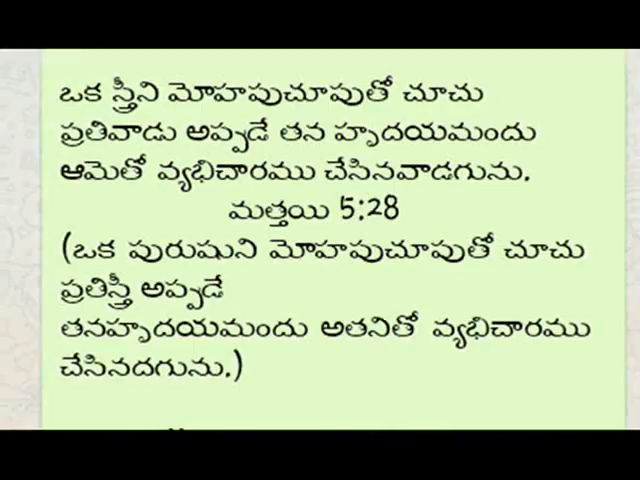 ఒక స్త్రీని మోహపుచూపుతో చూచు
ప్రతివాడు అప్పడే తన హృదయమందు
ఆమెతో వ్యభిచారము చేసినవాడగును.
మత్తయి 5:28
(ఒక పురుషుని మోహపుచూపుతో చూచు
ప్రతిస్త్రీ అప్పడే
తనహృదయమందు అతనితో వ్యభిచారము
చేసినదగును.)